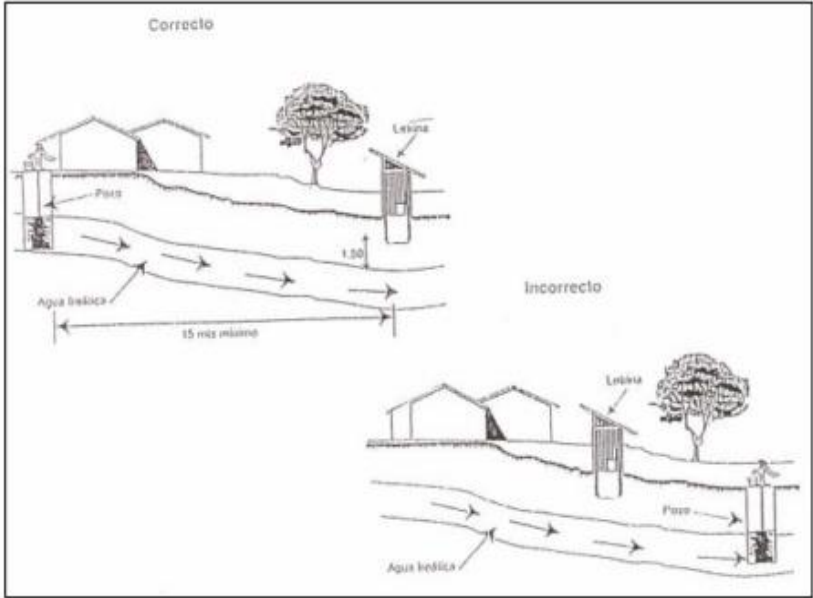 Correcto
Letrina
Pozo
1.50
Agua freática
15 mts mínimo
Incorrecto
Letrina
Pozo
Agua freática